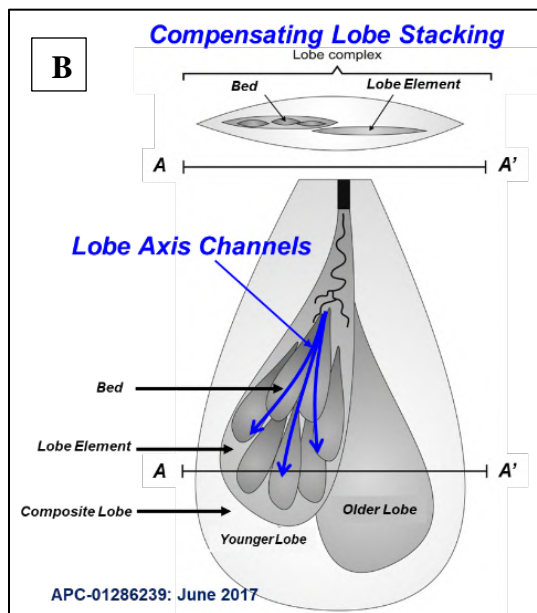 B
Compensating Lobe Stacking
Lobe complex
Bed
Lobe Element
A
A'
Lobe Axis Channels
Bed
Lobe Element
A
A'
Composite Lobe
Older Lobe
Younger Lobe
APC-01286239: June 2017